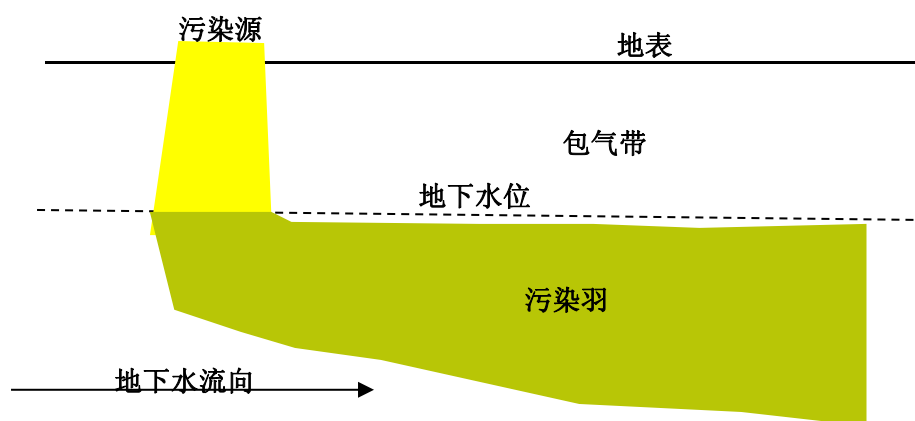 污染源
地表
包气带
地下水位
污染羽
地下水流向